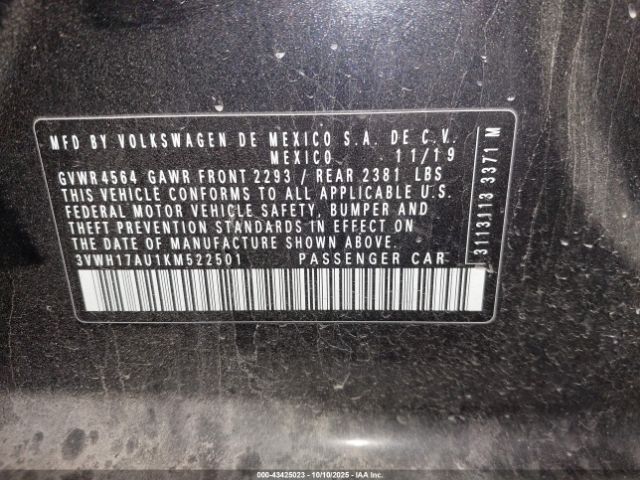 MFD BY VOLKSWAGEN DE MEXICO S.A. DE C.V.
MEXICO 11/19
GVWR4564 GAWR FRONT 2293 / REAR 2381 LBS
THIS VEHICLE CONFORMS TO ALL APPLICABLE U.S.
FEDERAL MOTOR VEHICLE SAFETY, BUMPER AND
THEFT PREVENTION STANDARDS IN EFFECT ON
THE DATE OF MANUFACTURE SHOWN ABOVE.
3VWH17AU1KM522501 PASSENGER CAR
3113113 3371 M
000-43425023 | 10/10/2025 | IAA Inc.